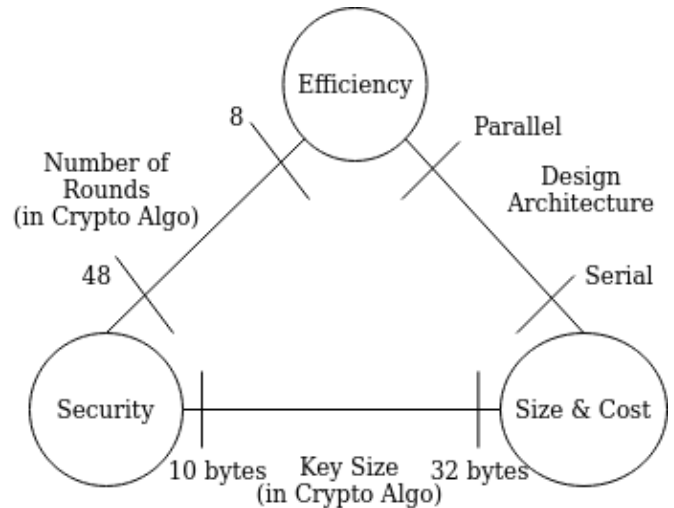 Efficiency
8
Parallel
Number of
Rounds
(in Crypto Algo)
Design
Architecture
48
Serial
Security
Size & Cost
10 bytes
Key Size
(in Crypto Algo)
32 bytes